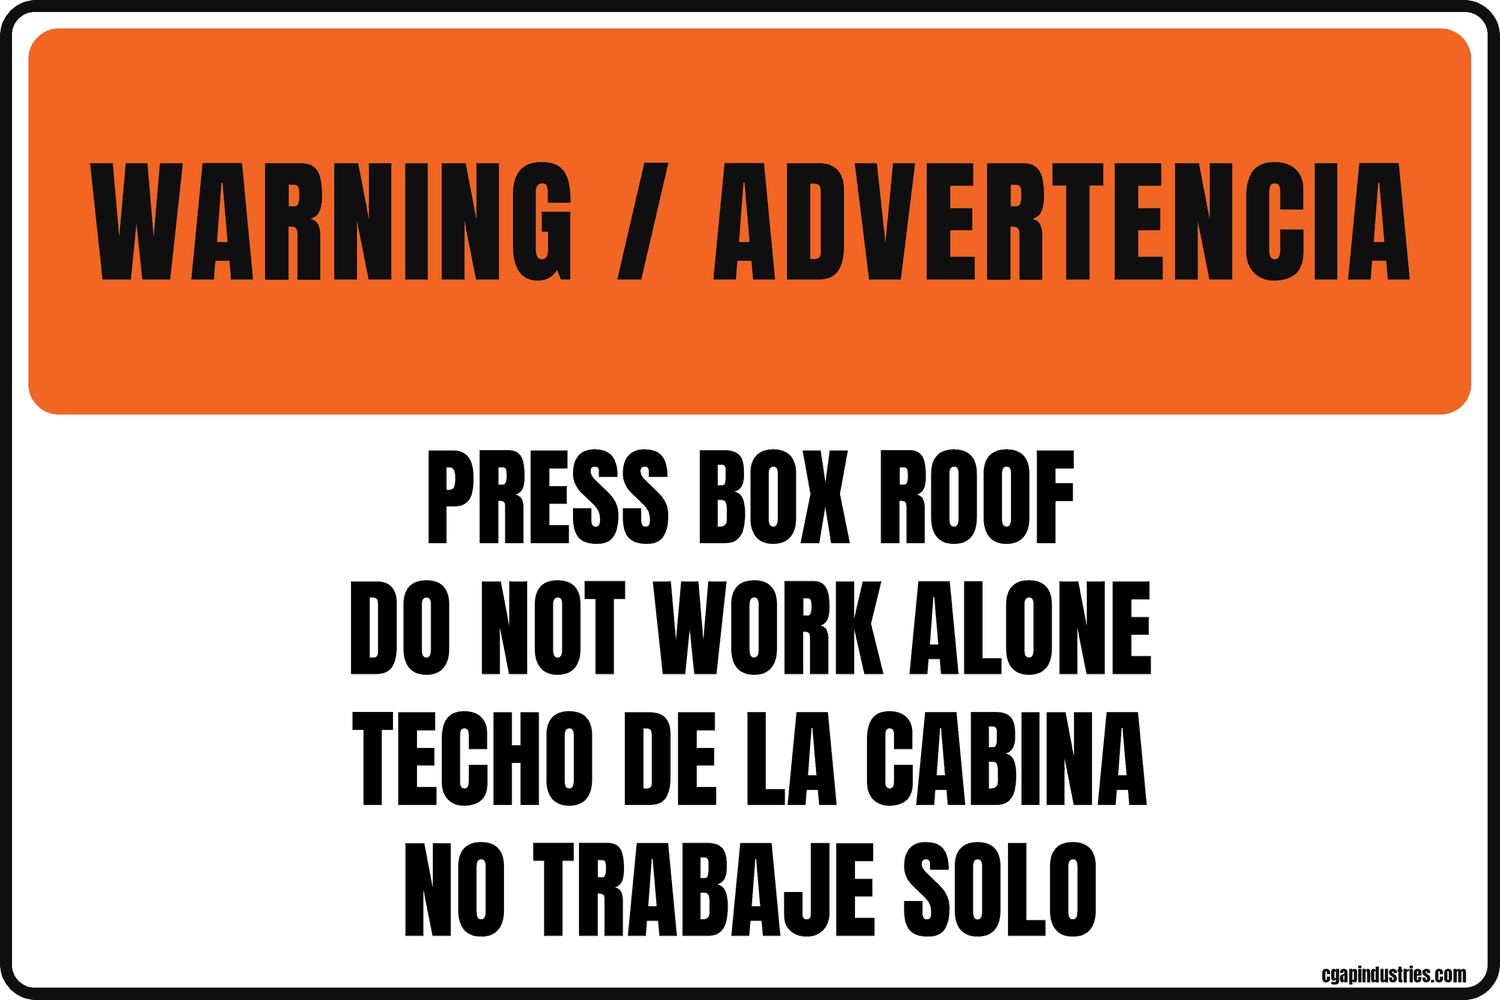 WARNING / ADVERTENCIA
PRESS BOX ROOF
DO NOT WORK ALONE
TECHO DE LA CABINA
NO TRABAJE SOLO
cgapindustries.com